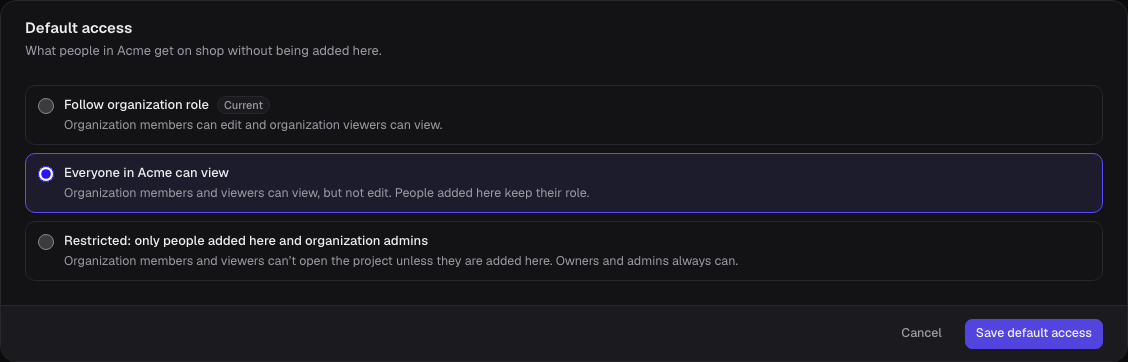 Default access
What people in Acme get on shop without being added here.
Follow organization role Current
Organization members can edit and organization viewers can view.
Everyone in Acme can view
Organization members and viewers can view, but not edit. People added here keep their role.
Restricted: only people added here and organization admins
Organization members and viewers can't open the project unless they are added here. Owners and admins always can.
Cancel Save default access